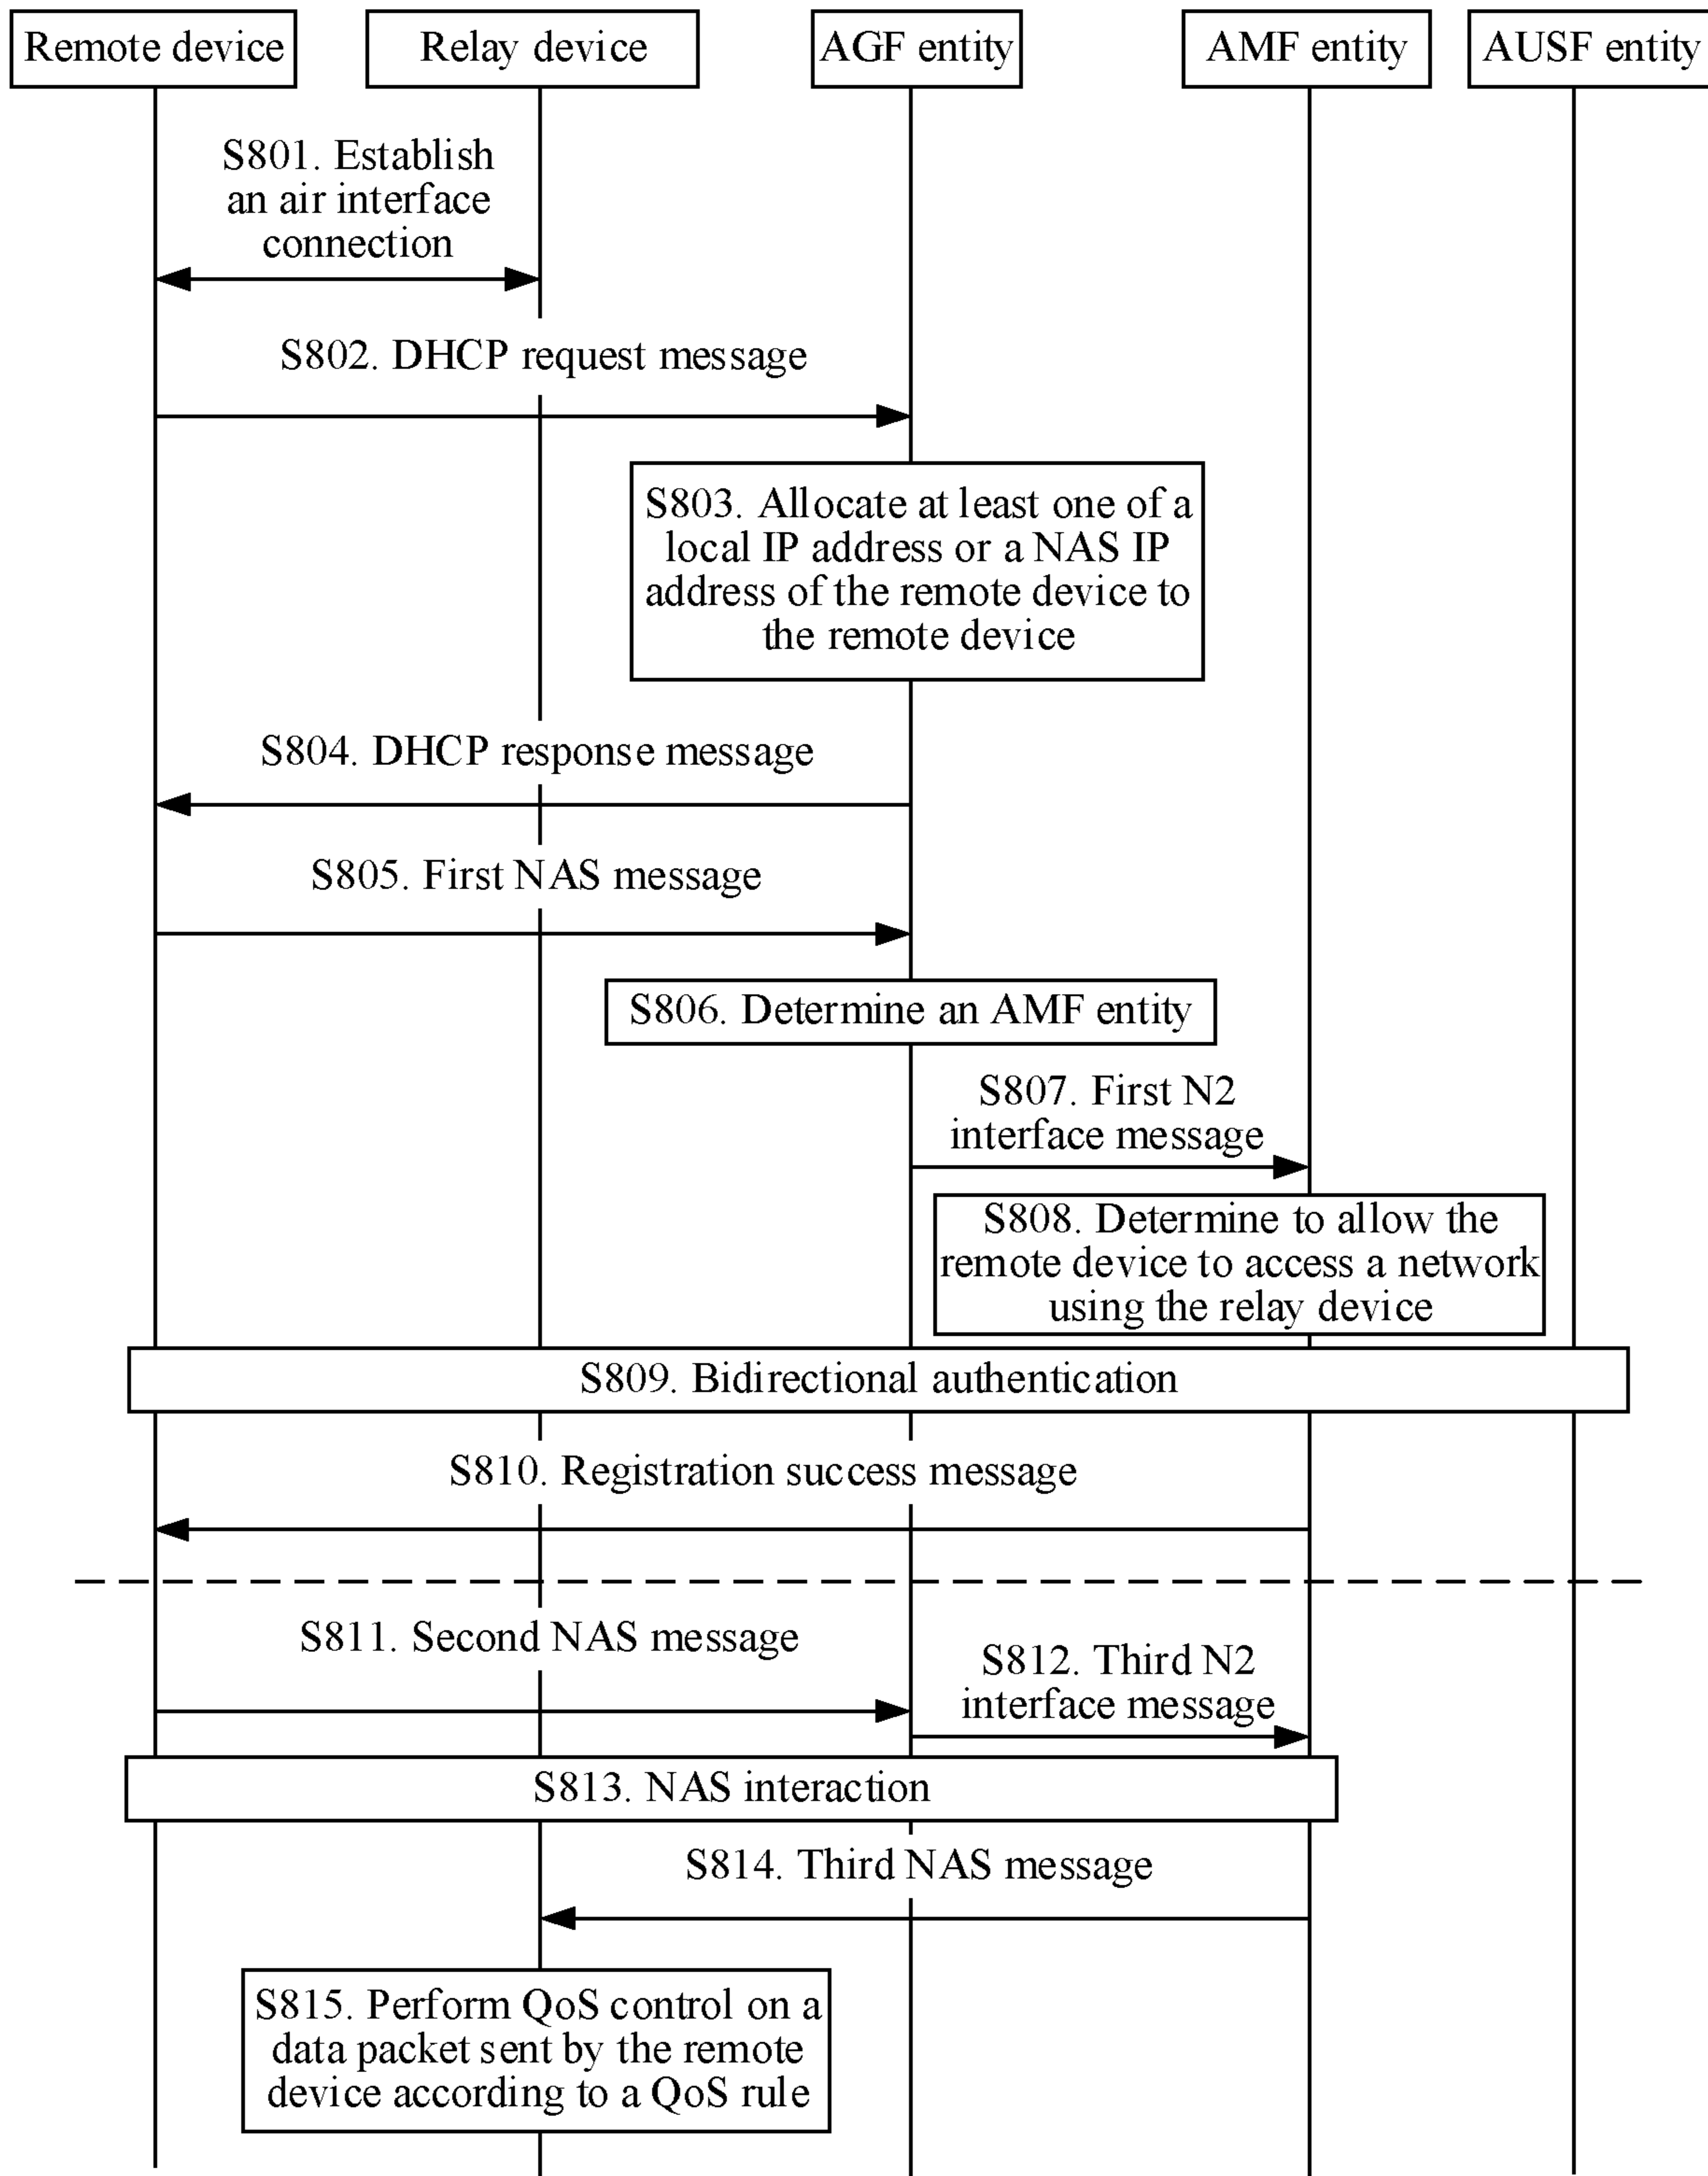 Remote device
Relay device
AGF entity
AMF entity
AUSF entity
S801. Establish
an air interface
connection
S802. DHCP request message
S803. Allocate at least one of a
local IP address or a NAS IP
address of the remote device to
the remote device
S804. DHCP response message
S805. First NAS message
S806. Determine an AMF entity
S807. First N2
interface message
S808. Determine to allow the
remote device to access a network
using the relay device
S809. Bidirectional authentication
S810. Registration success message
S811. Second NAS message
S812. Third N2
interface message
S813. NAS interaction
S814. Third NAS message
S815. Perform QoS control on a
data packet sent by the remote
device according to a QoS rule